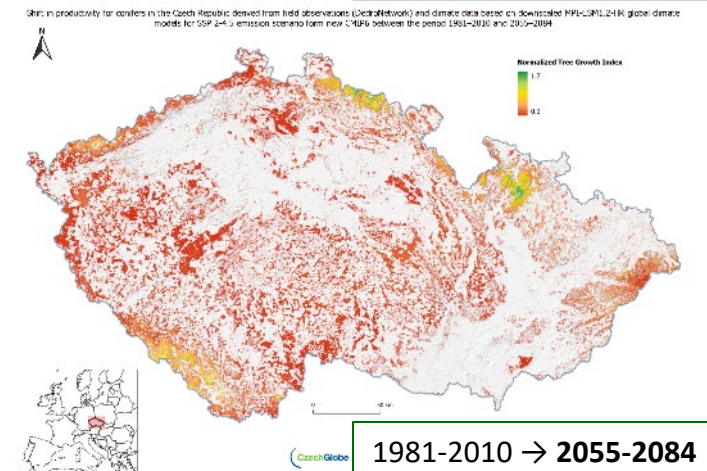 Shift in productivity for conifers in the Czech Republic derived from field observations (DedroNetwork) and climate data based on downscaled MPI-ESM1.2-HR global climate
models for SSP 2-4.5 emission scenario form new CMIP6 between the period 1981–2010 and 2055–2084
N
Normalized Tree Growth Index
1.7
0.2
0
CzechGlobe
1981-2010 → 2055-2084